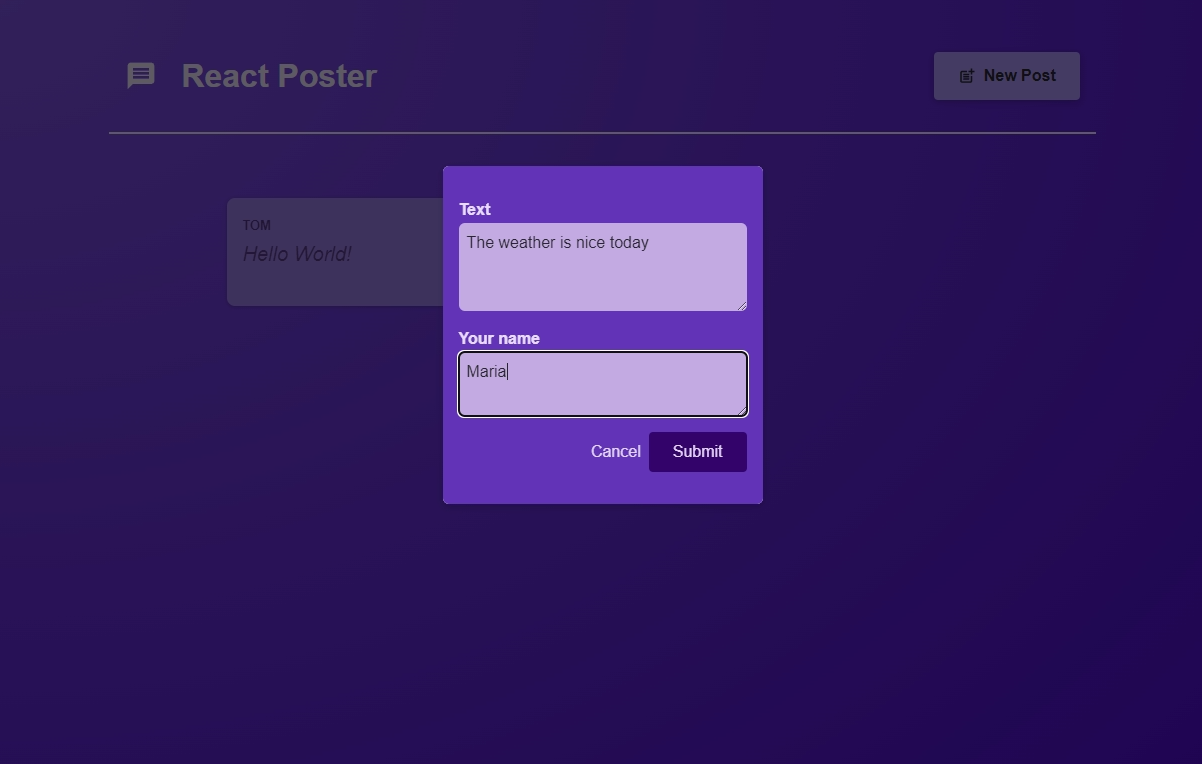 React Poster
New Post
TOM
Hello World!
Text
The weather is nice today
Your name
Maria
Cancel
Submit